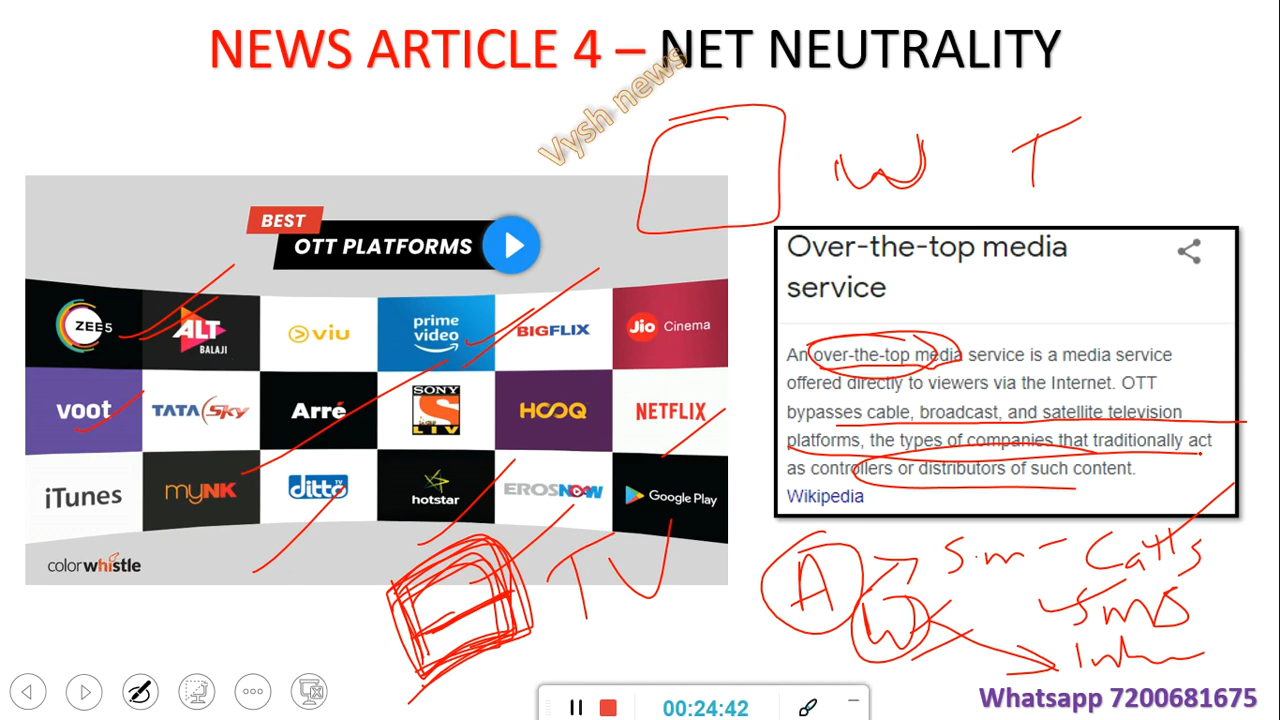 NEWS ARTICLE 4 – NET NEUTRALITY
Vysh news
W T
BEST
OTT PLATFORMS
ZEE5
ALT
BALAJI
viu
prime
video
BIGFLIX
Jio Cinema
voot
TATA Sky
Arré
SONY
LIV
HOOQ
NETFLIX
iTunes
myNK
ditto TV
hotstar
EROSNOW
Google Play
colorwhistle
TV
Over-the-top media
service
An over-the-top media service is a media service
offered directly to viewers via the Internet. OTT
bypasses cable, broadcast, and satellite television
platforms, the types of companies that traditionally act
as controllers or distributors of such content.
Wikipedia
A
W
SMS
Whatsapp 7200681675
00:24:42